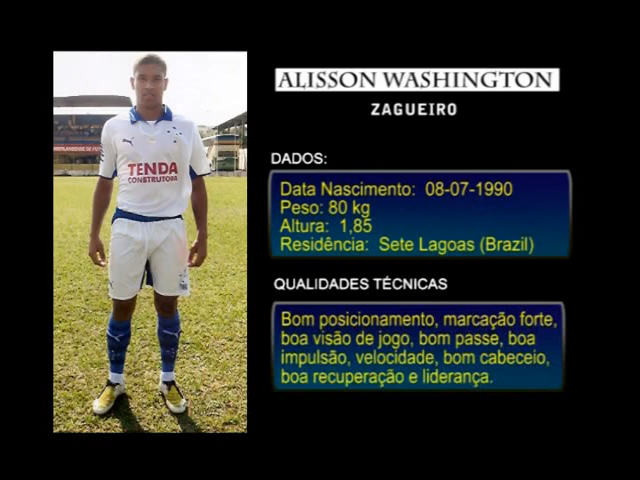 ALISSON WASHINGTON
ZAGUEIRO
TENDA
CONSTRUTORA
DADOS:
Data Nascimento: 08-07-1990
Peso: 80 kg
Altura: 1,85
Residência: Sete Lagoas (Brazil)
QUALIDADES TÉCNICAS
Bom posicionamento, marcação forte,
boa visão de jogo, bom passe, boa
impulsão, velocidade, bom cabeceio,
boa recuperação e liderança.